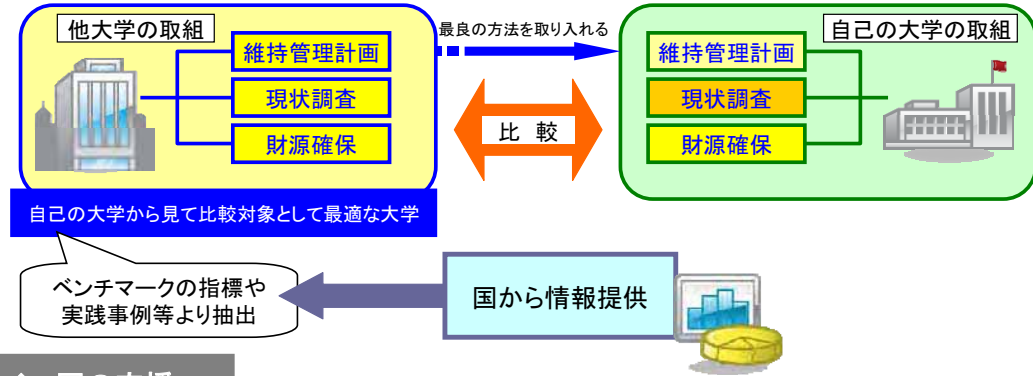 他大学の取組
維持管理計画
現状調査
財源確保
最良の方法を取り入れる
比 較
自己の大学の取組
維持管理計画
現状調査
財源確保
自己の大学から見て比較対象として最適な大学
ベンチマークの指標や
実践事例等より抽出
国から情報提供